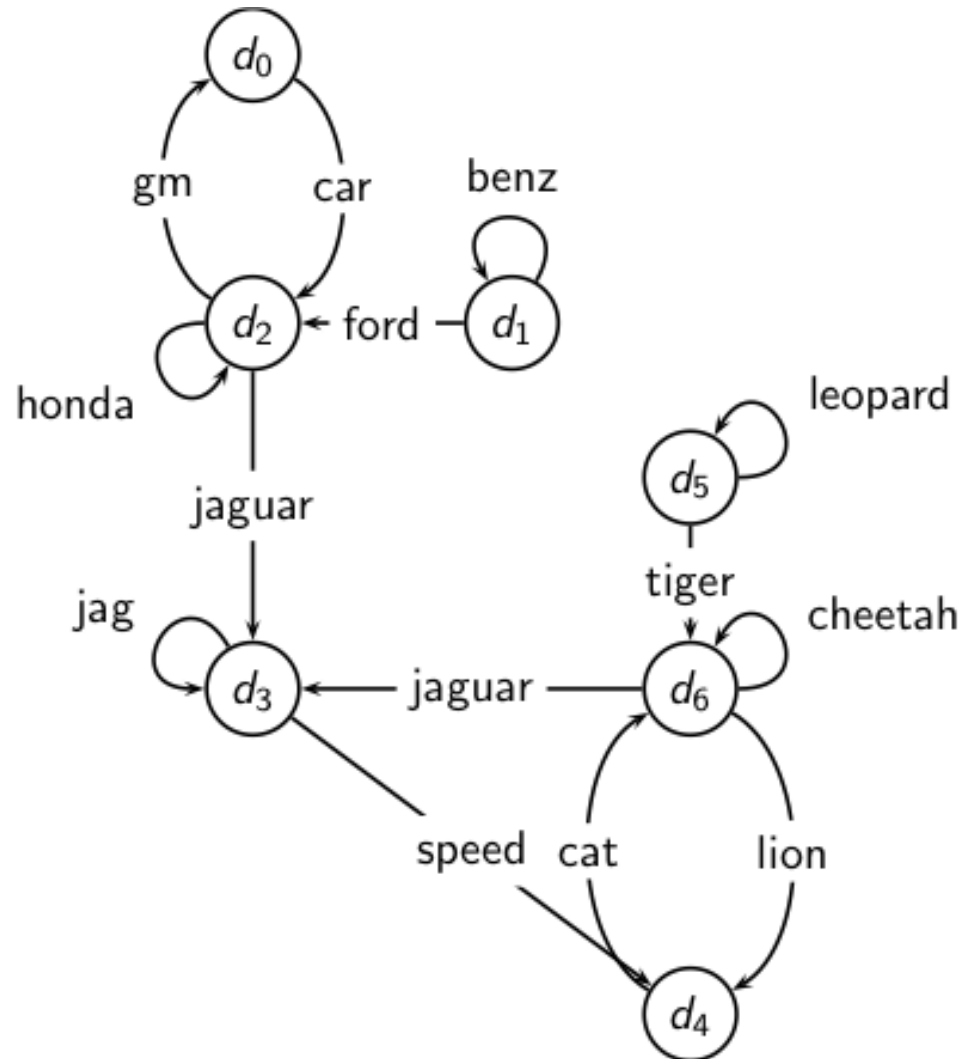 d₀
gm
car
benz
d₂
ford
d₁
honda
leopard
d₅
jaguar
tiger
jag
cheetah
d₃
jaguar
d₆
speed
cat
lion
d₄